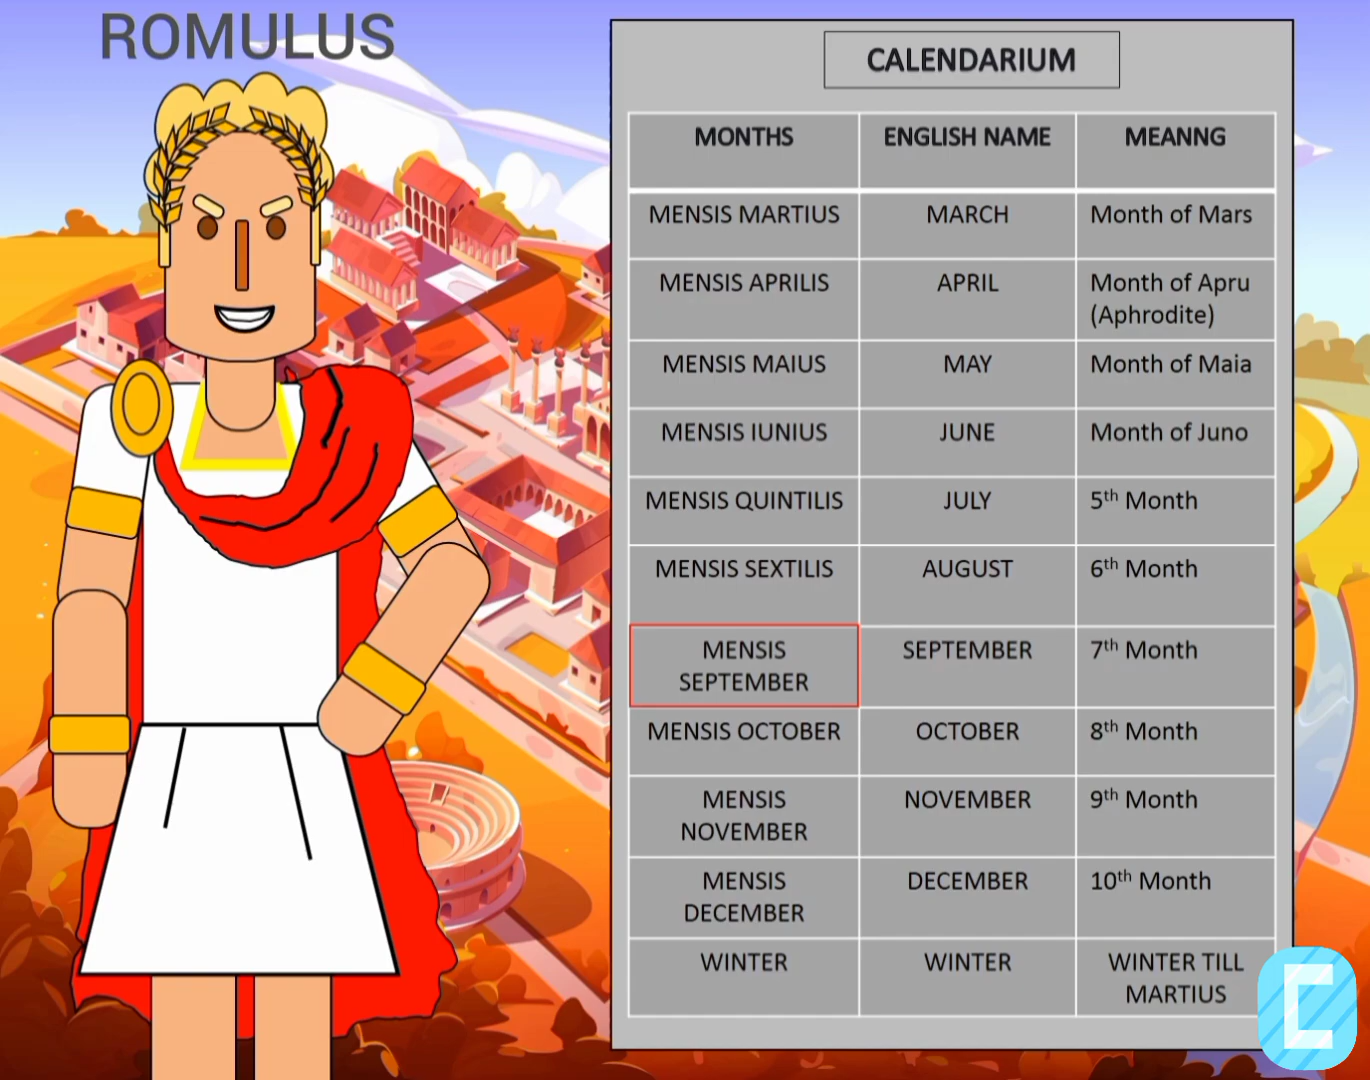 ROMULUS
CALENDARIUM
MONTHS ENGLISH NAME MEANNG
MENSIS MARTIUS MARCH Month of Mars
MENSIS APRILIS APRIL Month of Apru
(Aphrodite)
MENSIS MAIUS MAY Month of Maia
MENSIS IUNIUS JUNE Month of Juno
MENSIS QUINTILIS JULY 5th Month
MENSIS SEXTILIS AUGUST 6th Month
MENSIS SEPTEMBER 7th Month
SEPTEMBER
MENSIS OCTOBER OCTOBER 8th Month
MENSIS NOVEMBER 9th Month
NOVEMBER
MENSIS DECEMBER 10th Month
DECEMBER
WINTER WINTER WINTER TILL
MARTIUS
C